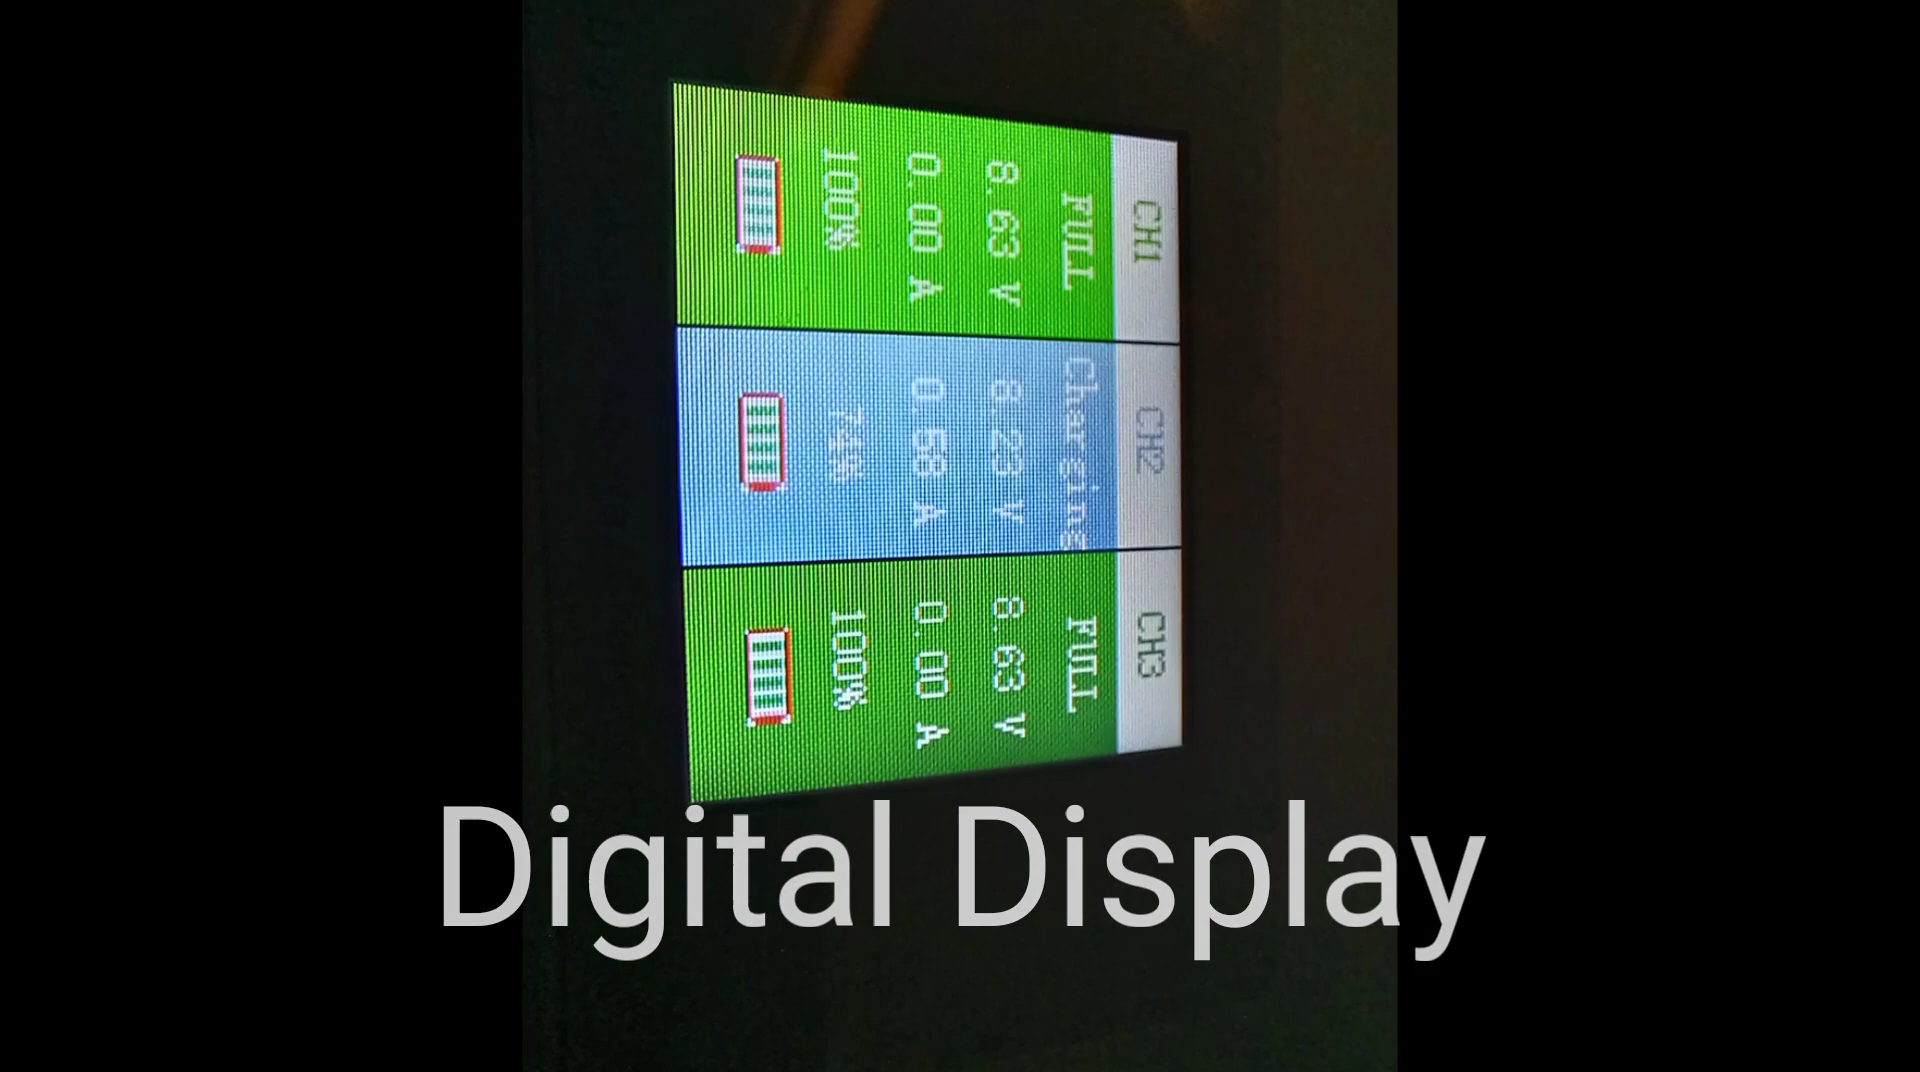 CH1
FULL
8.63 V
0.00 A
100%
CH2
Charging
8.23 V
0.58 A
74%
CH3
FULL
8.63 V
0.00 A
100%
Digital Display